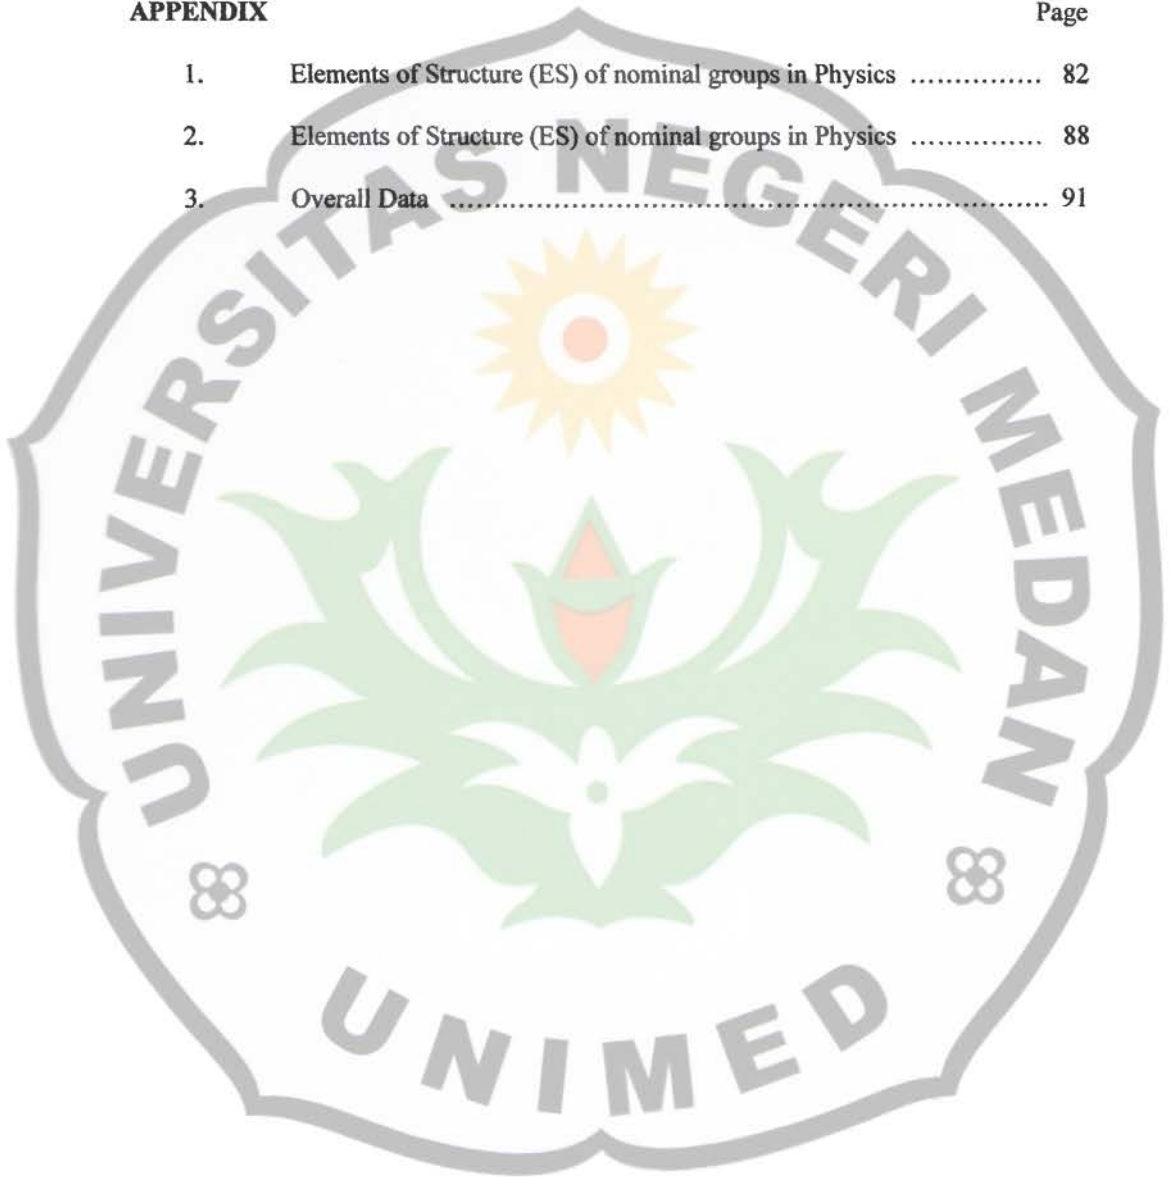 APPENDIX Page
1. Elements of Structure (ES) of nominal groups in Physics ............... 82
2. Elements of Structure (ES) of nominal groups in Physics ............... 88
3. Overall Data ..................................................................... 91
UNIVERSITAS NEGERI MEDAN
UNIMED